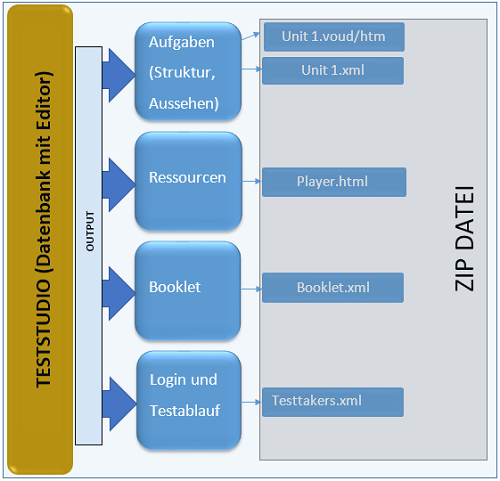 TESTSTUDIO (Datenbank mit Editor)
OUTPUT
Aufgaben
(Struktur,
Aussehen)
Unit 1.voud/htm
Unit 1.xml
Ressourcen
Player.html
Booklet
Booklet.xml
Login und
Testablauf
Testtakers.xml
ZIP DATEI